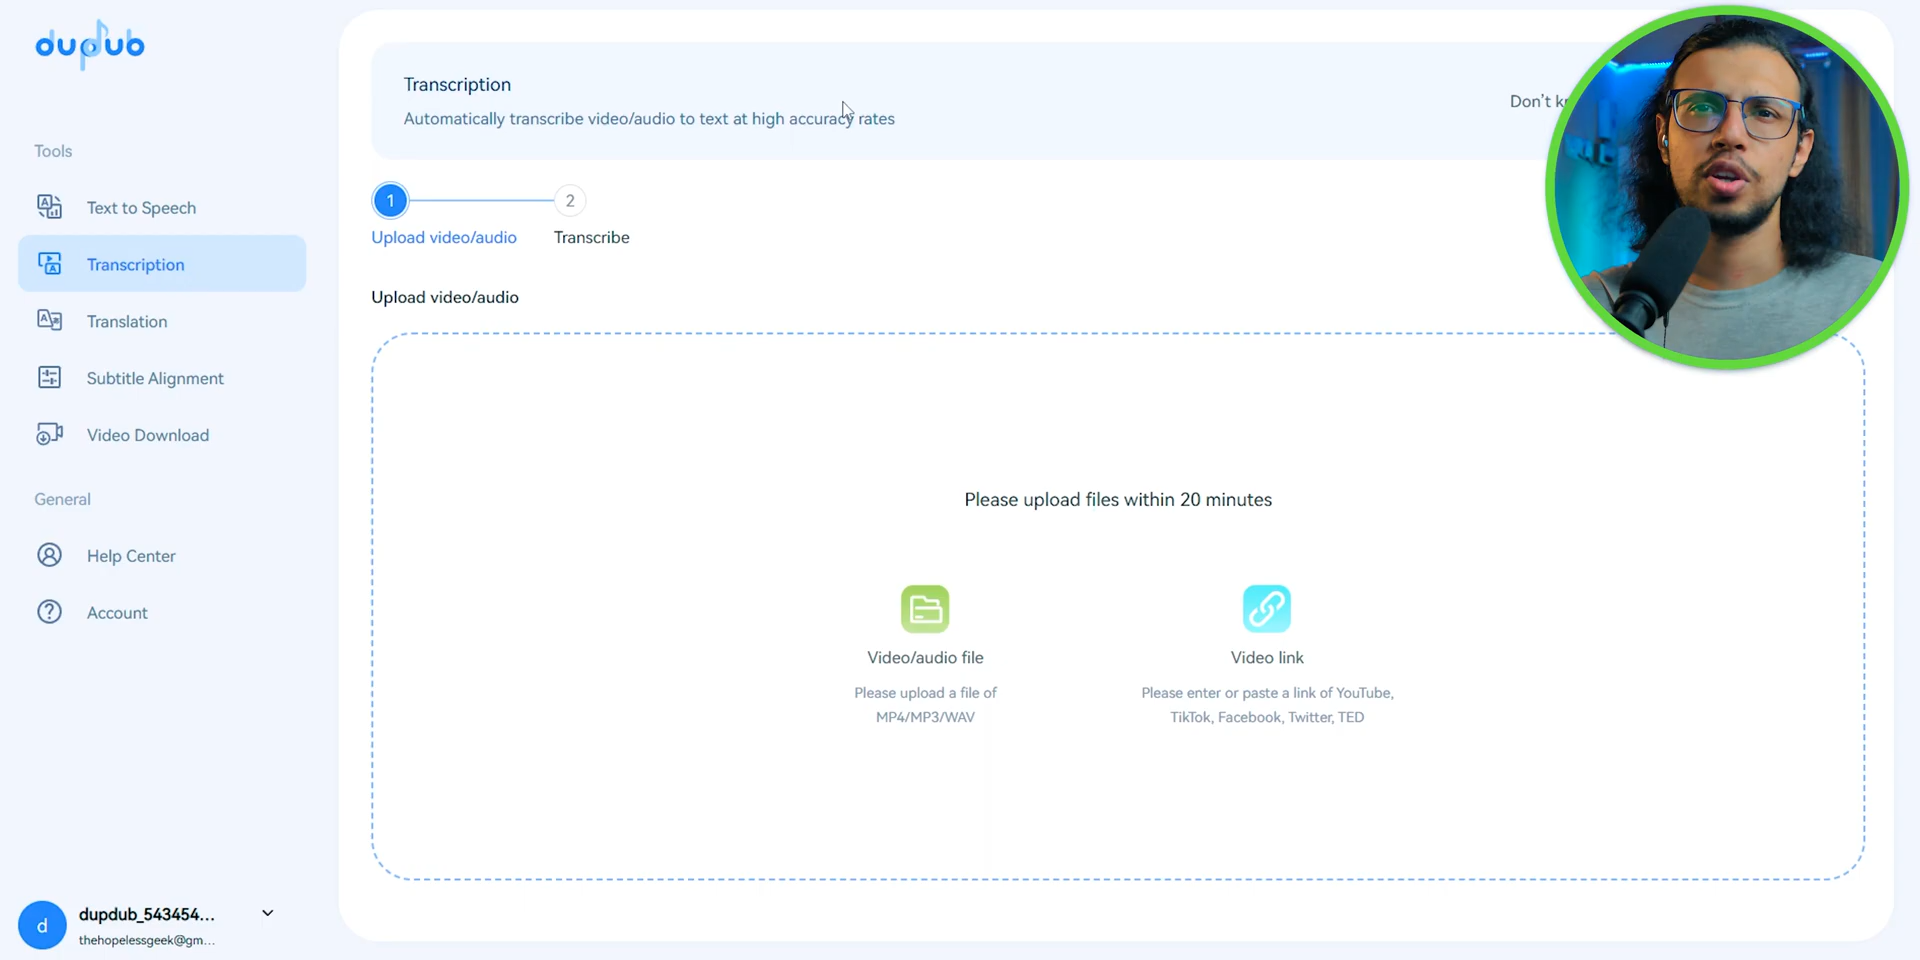 dupdub
Tools
Text to Speech
Transcription
Translation
Subtitle Alignment
Video Download
General
Help Center
Account
dupdub_543454...
d
thehopelessgeek@gm...
Transcription
Automatically transcribe video/audio to text at high accuracy rates
Don't
1
2
Upload video/audio
Transcribe
Upload video/audio
Please upload files within 20 minutes
Video/audio file
Please upload a file of
MP4/MP3/WAV
Video link
Please enter or paste a link of YouTube,
TikTok, Facebook, Twitter, TED